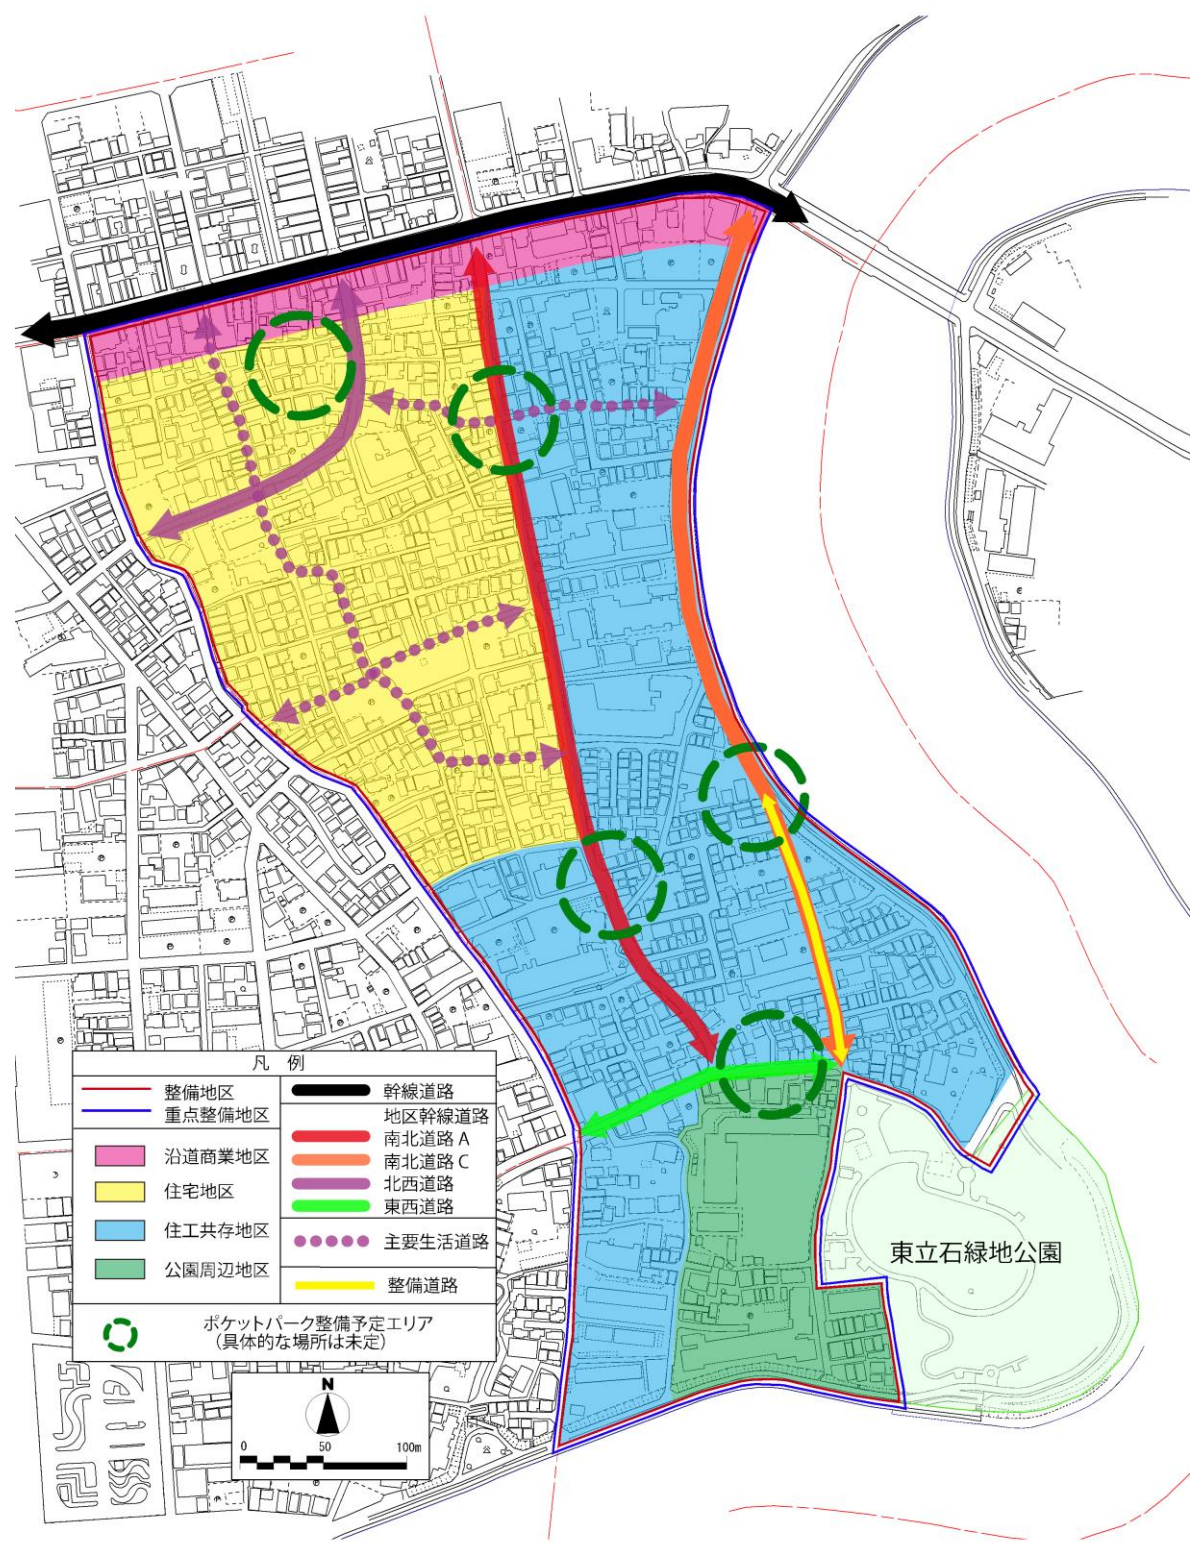 東立石緑地公園
凡 例
整備地区
重点整備地区
沿道商業地区
住宅地区
住工共存地区
公園周辺地区
幹線道路
地区幹線道路
南北道路 A
南北道路 C
北西道路
東西道路
主要生活道路
整備道路
ポケットパーク整備予定エリア
(具体的な場所は未定)
N
0 50 100m